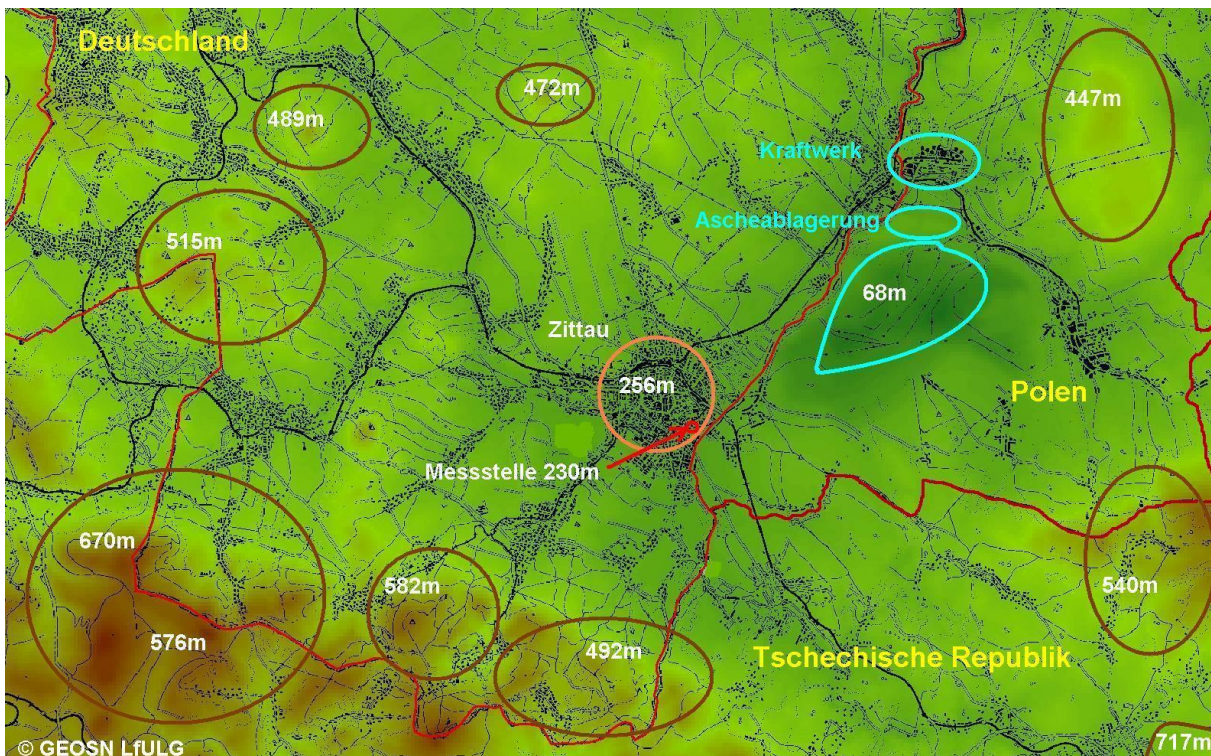 Deutschland
472m
489m
447m
Kraftwerk
Ascheablagerung
515m
68m
Zittau
256m
Polen
Messstelle 230m
670m
582m
540m
576m
492m
Tschechische Republik
© GEOSN LfULG
717m